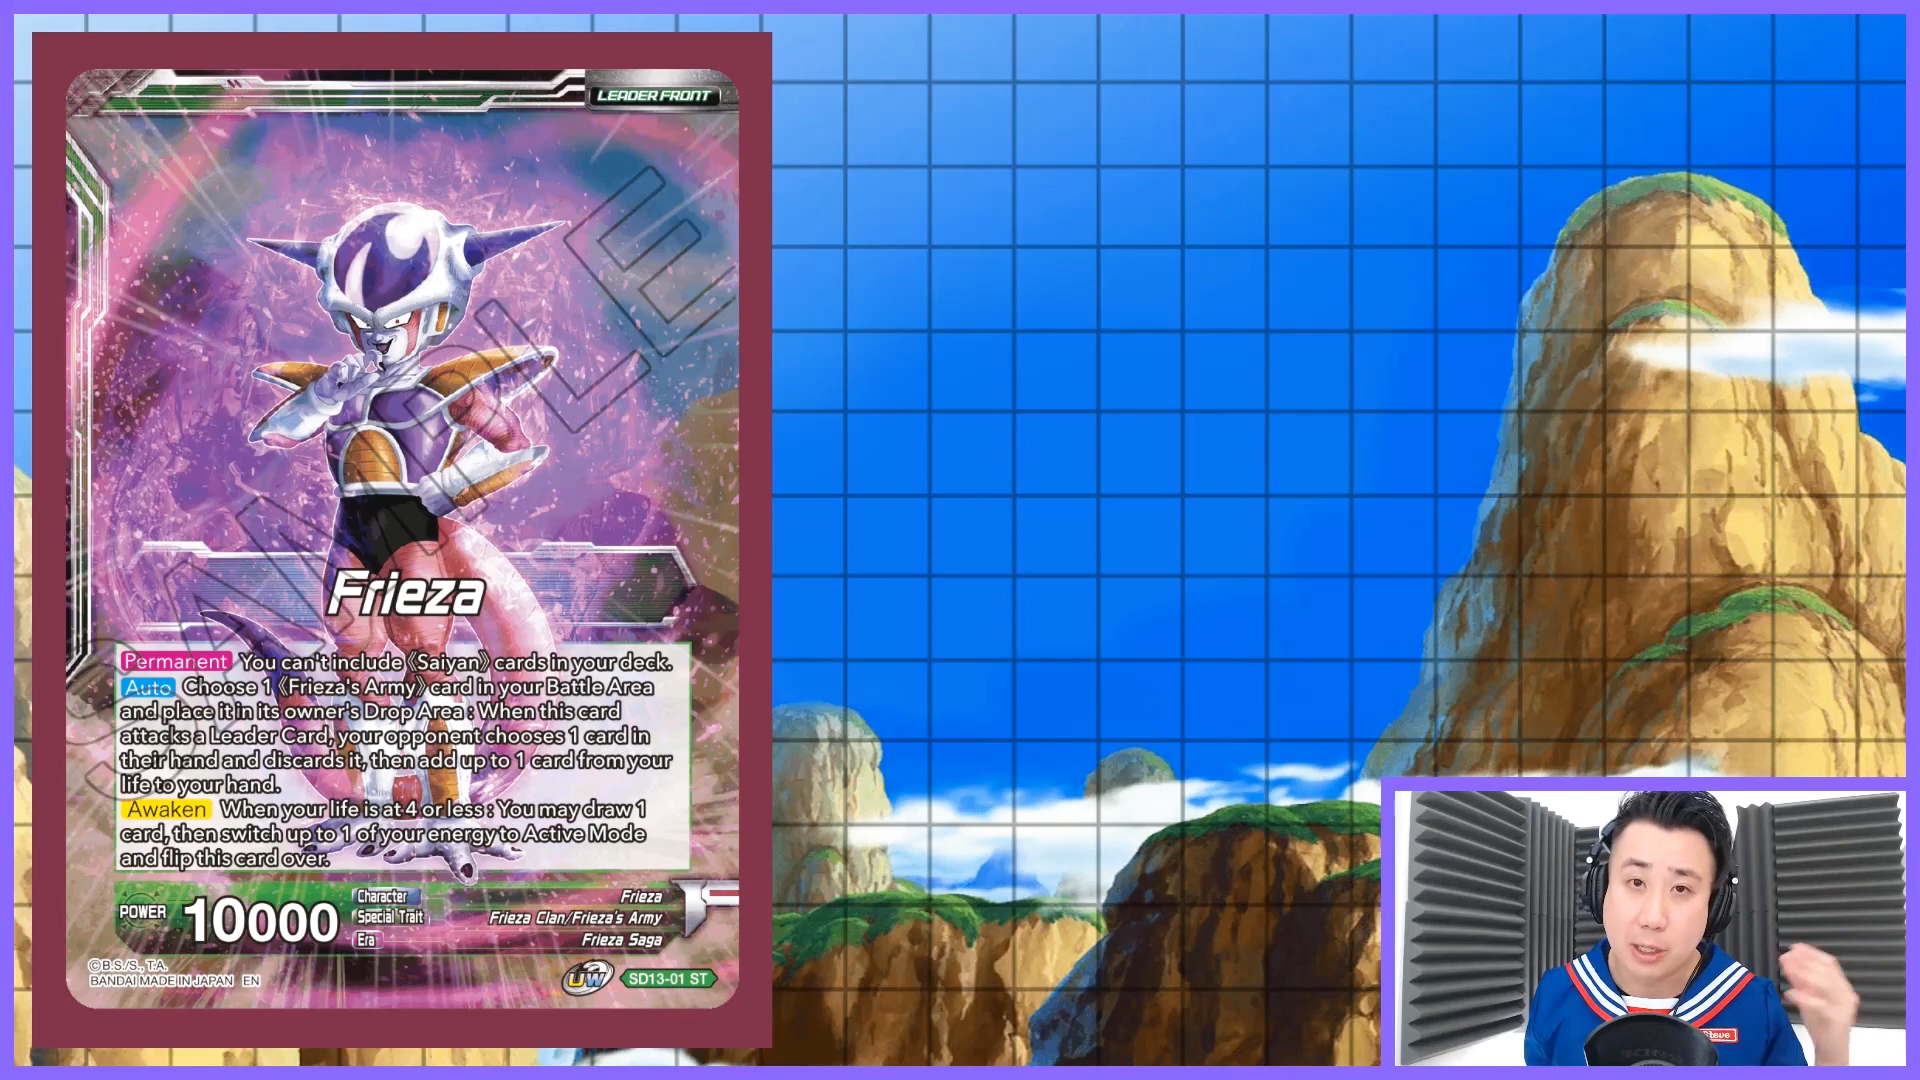 LEADER FRONT
SAMPLE
Frieza
Permanent You can't include《Saiyan》cards in your deck.
Auto Choose 1《Frieza's Army》card in your Battle Area
and place it in its owner's Drop Area : When this card
attacks a Leader Card, your opponent chooses 1 card in
their hand and discards it, then add up to 1 card from your
life to your hand.
Awaken When your life is at 4 or less : You may draw 1
card, then switch up to 1 of your energy to Active Mode
and flip this card over.
POWER 10000
Character Frieza
Special Trait Frieza Clan/Frieza's Army
Era Frieza Saga
©B.S./S., T.A.
BANDAI MADE IN JAPAN EN
UW SD13-01 ST
Steve